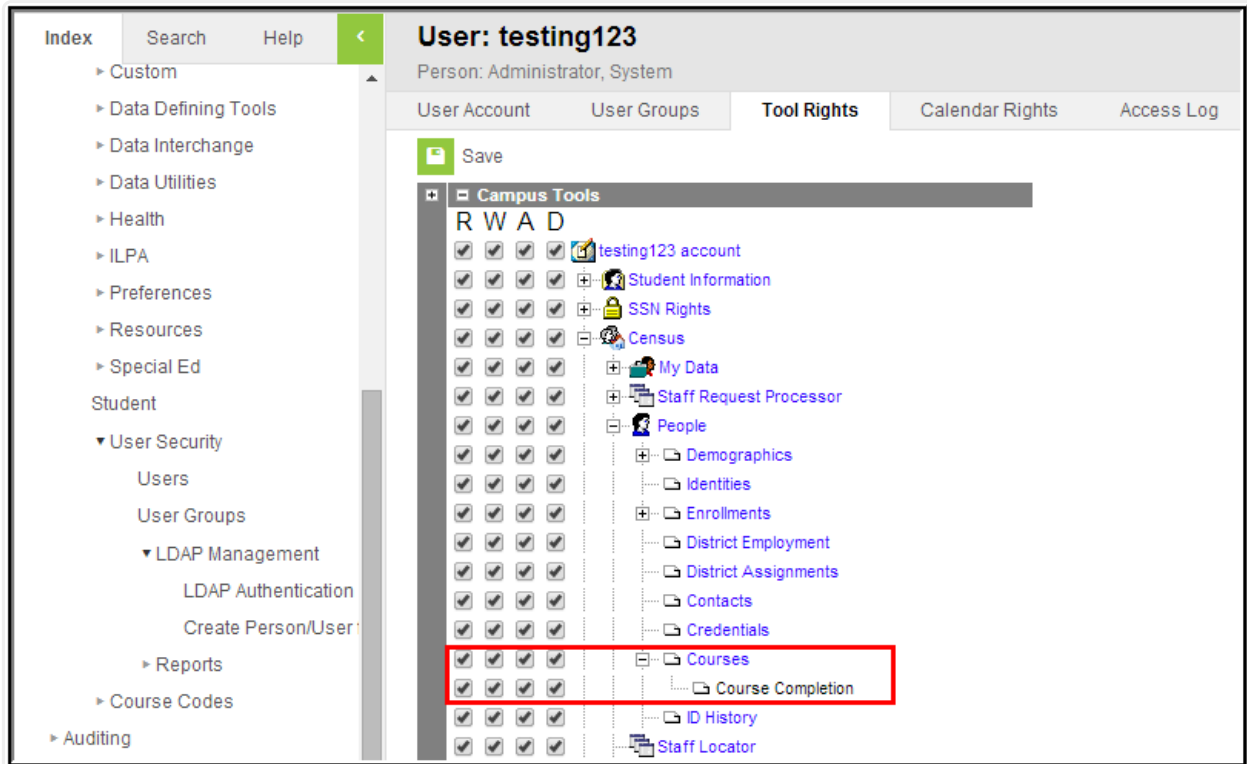 Index Search Help <
Custom
Data Defining Tools
Data Interchange
Data Utilities
Health
ILPA
Preferences
Resources
Special Ed
Student
User Security
Users
User Groups
LDAP Management
LDAP Authentication
Create Person/User
Reports
Course Codes
Auditing
User: testing123
Person: Administrator, System
User Account User Groups Tool Rights Calendar Rights Access Log
Save
Campus Tools
R W A D
testing123 account
Student Information
SSN Rights
Census
My Data
Staff Request Processor
People
Demographics
Identities
Enrollments
District Employment
District Assignments
Contacts
Credentials
Courses
Course Completion
ID History
Staff Locator